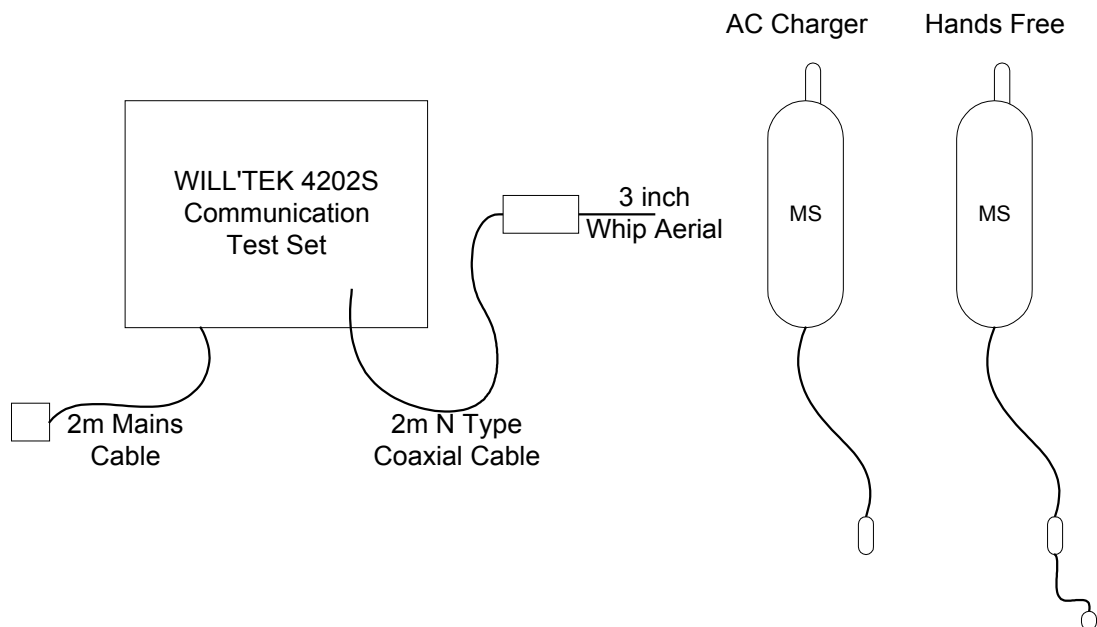 AC Charger
Hands Free
WILL'TEK 4202S
Communication
Test Set
3 inch
Whip Aerial
MS
MS
2m Mains
Cable
2m N Type
Coaxial Cable